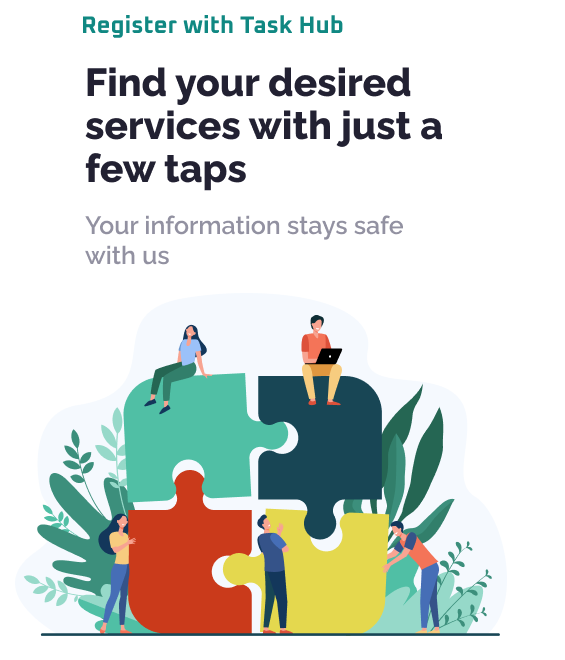 Register with Task Hub
Find your desired
services with just a
few taps
Your information stays safe
with us